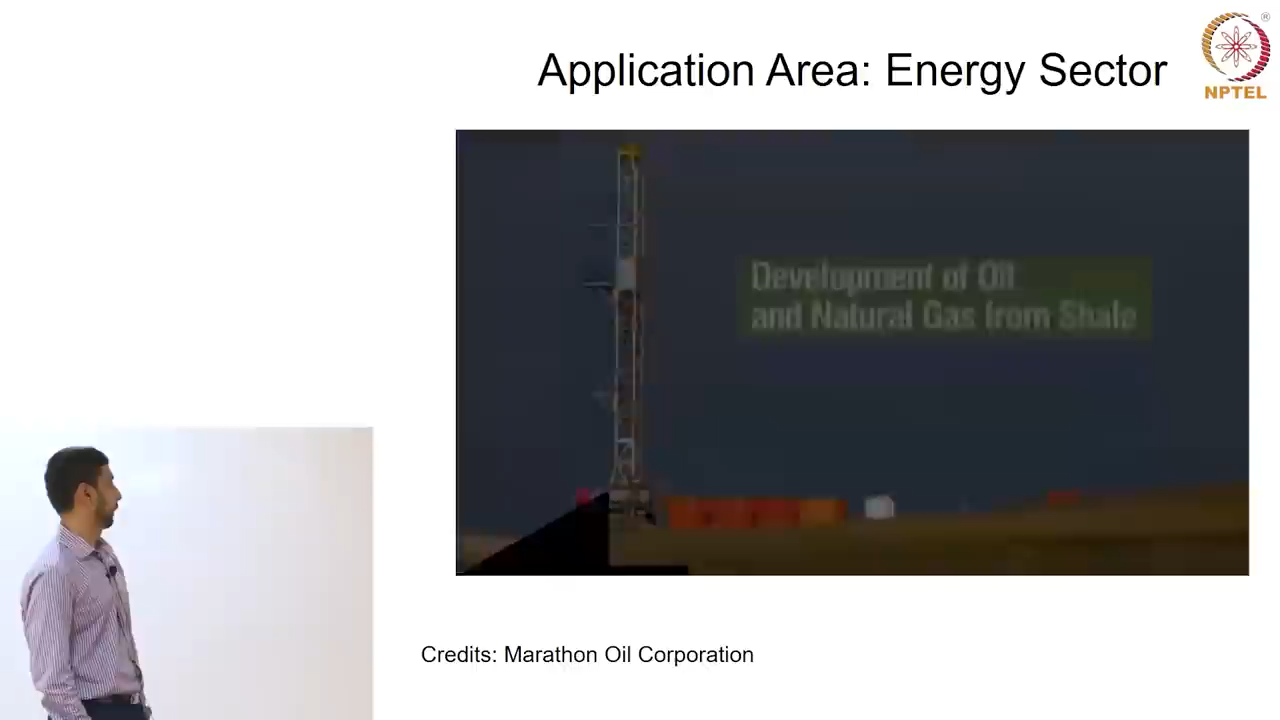 Application Area: Energy Sector
®
NPTEL
Development of Oil
and Natural Gas from Shale
Credits: Marathon Oil Corporation